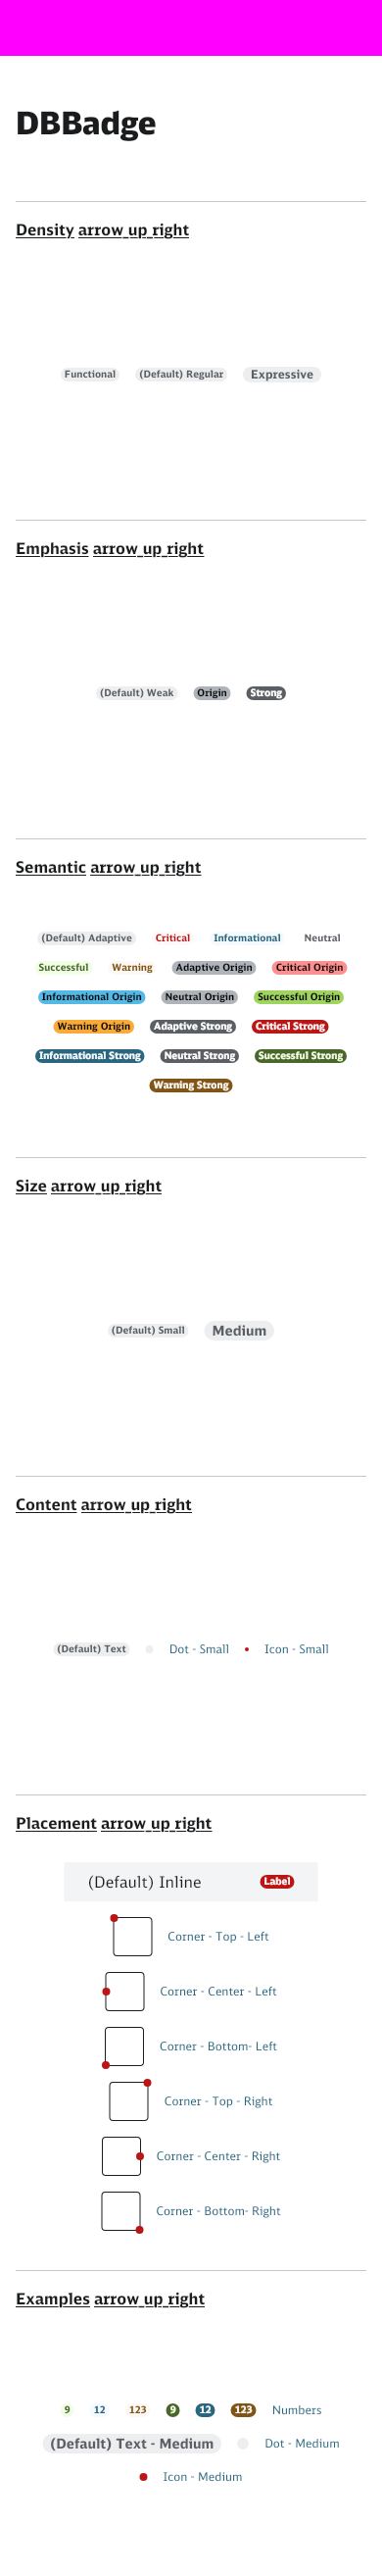 DBBadge
Density arrow_up_right
Functional (Default) Regular Expressive
Emphasis arrow_up_right
(Default) Weak Origin Strong
Semantic arrow_up_right
(Default) Adaptive Critical Informational Neutral
Successful Warning Adaptive Origin Critical Origin
Informational Origin Neutral Origin Successful Origin
Warning Origin Adaptive Strong Critical Strong
Informational Strong Neutral Strong Successful Strong
Warning Strong
Size arrow_up_right
(Default) Small Medium
Content arrow_up_right
(Default) Text Dot - Small Icon - Small
Placement arrow_up_right
(Default) Inline Label
Corner - Top - Left
Corner - Center - Left
Corner - Bottom- Left
Corner - Top - Right
Corner - Center - Right
Corner - Bottom- Right
Examples arrow_up_right
9 12 123 9 12 123 Numbers
(Default) Text - Medium Dot - Medium
Icon - Medium